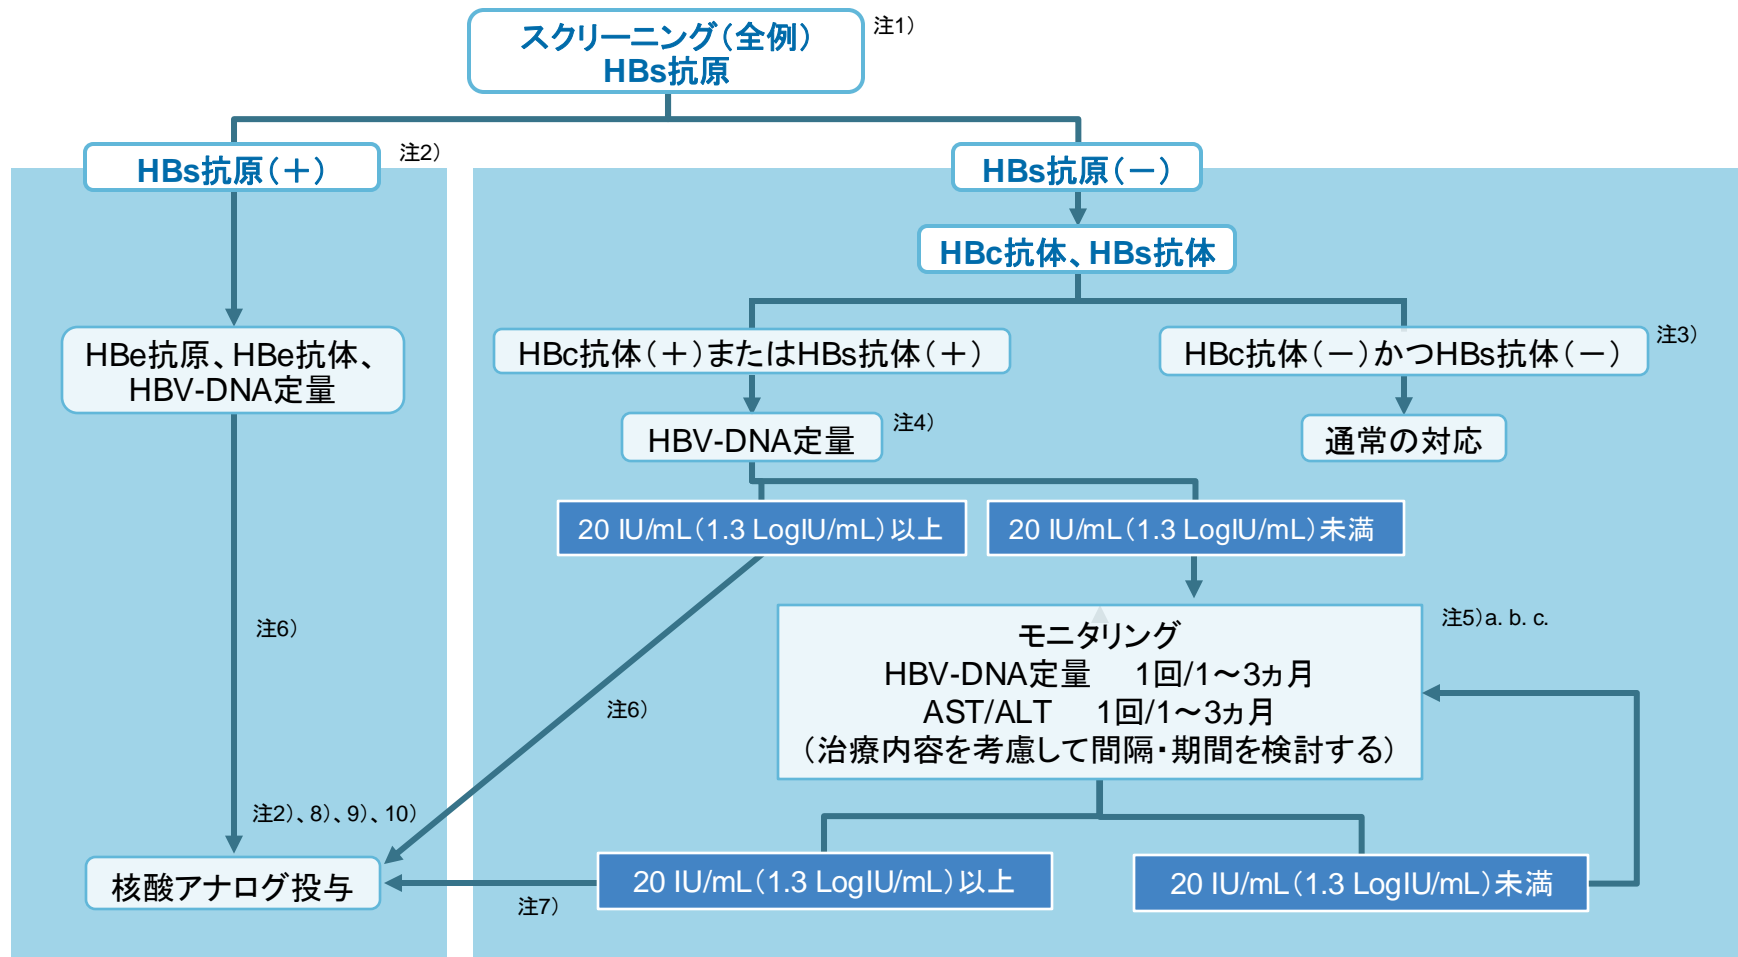 スクリーニング（全例）
HBs抗原
注1）
HBs抗原（＋）
注2）
HBs抗原（－）
HBc抗体、HBs抗体
HBe抗原、HBe抗体、
HBV-DNA定量
HBc抗体（＋）またはHBs抗体（＋）
HBc抗体（－）かつHBs抗体（－）
注3）
HBV-DNA定量
注4）
通常の対応
20 IU/mL（1.3 LogIU/mL）以上
20 IU/mL（1.3 LogIU/mL）未満
注6）
注6）
モニタリング
HBV-DNA定量　1回/1～3ヵ月
AST/ALT　1回/1～3ヵ月
（治療内容を考慮して間隔・期間を検討する）
注5）a. b. c.
注2）、8）、9）、10）
核酸アナログ投与
注7）
20 IU/mL（1.3 LogIU/mL）以上
20 IU/mL（1.3 LogIU/mL）未満